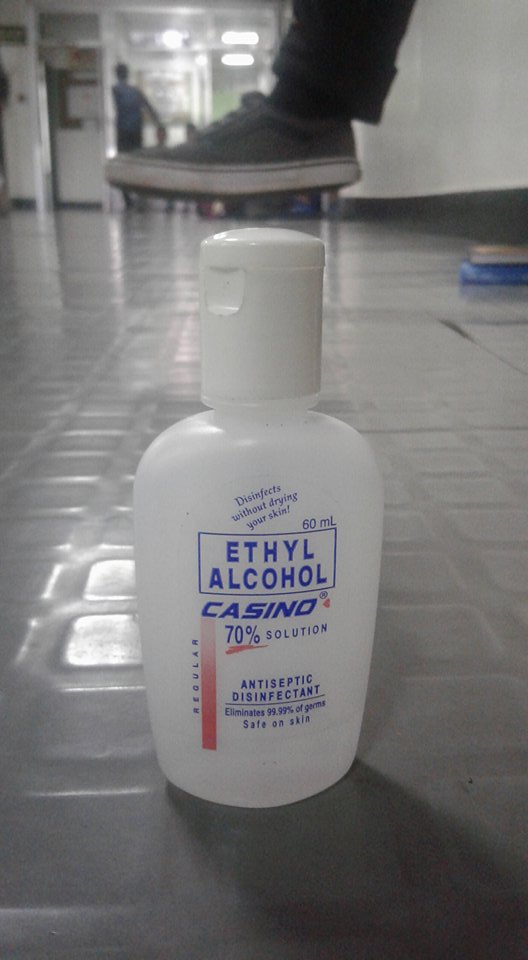 Disinfects
without drying
your skin!
60 mL
ETHYL
ALCOHOL
CASINO®
70% SOLUTION
REGULAR
ANTISEPTIC
DISINFECTANT
Eliminates 99.99% of germs
Safe on skin